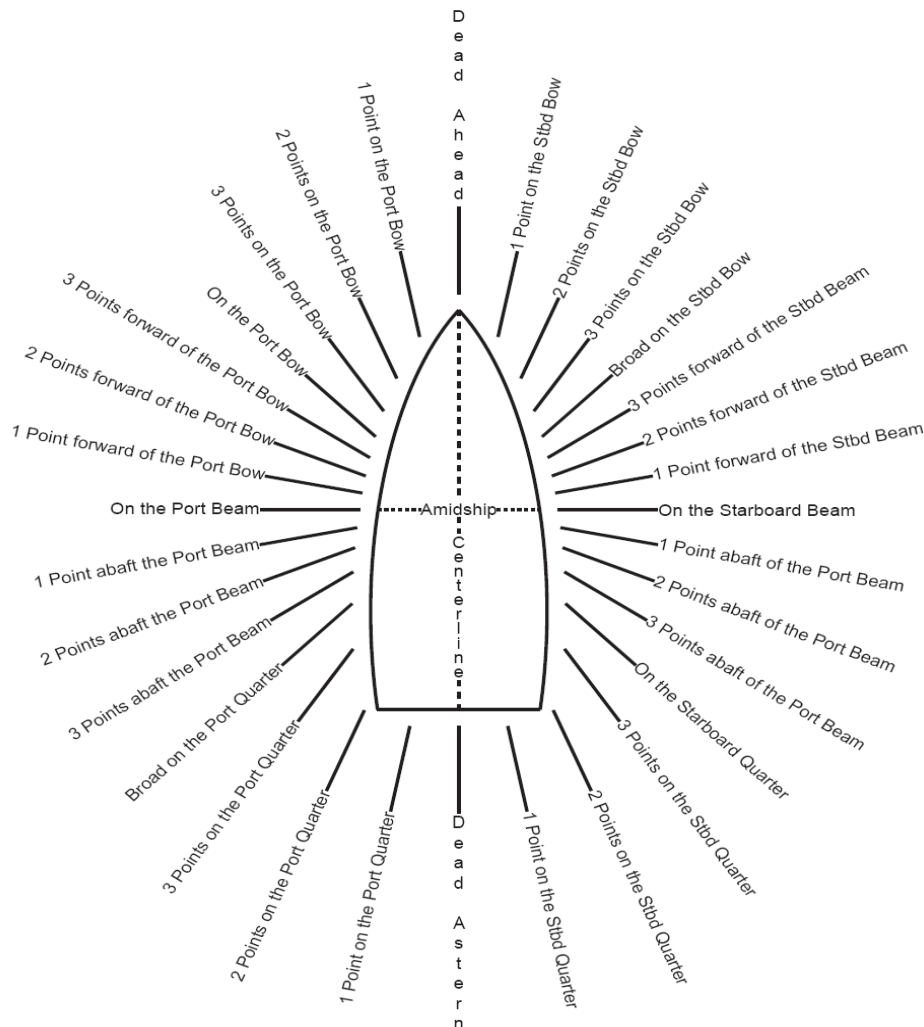 Dead Ahead
1 Point on the Port Bow
2 Points on the Port Bow
3 Points on the Port Bow
On the Port Bow
3 Points forward of the Port Bow
2 Points forward of the Port Bow
1 Point forward of the Port Bow
On the Port Beam
1 Point abaft the Port Beam
2 Points abaft the Port Beam
3 Points abaft the Port Beam
Broad on the Port Quarter
3 Points on the Port Quarter
2 Points on the Port Quarter
1 Point on the Port Quarter
1 Point on the Stbd Bow
2 Points on the Stbd Bow
3 Points on the Stbd Bow
Broad on the Stbd Bow
3 Points forward of the Stbd Beam
2 Points forward of the Stbd Beam
1 Point forward of the Stbd Beam
On the Starboard Beam
1 Point abaft of the Port Beam
2 Points abaft of the Port Beam
3 Points abaft of the Port Beam
On the Starboard Quarter
3 Points on the Stbd Quarter
2 Points on the Stbd Quarter
1 Point on the Stbd Quarter
Amidship
Centerline
Dead Astern